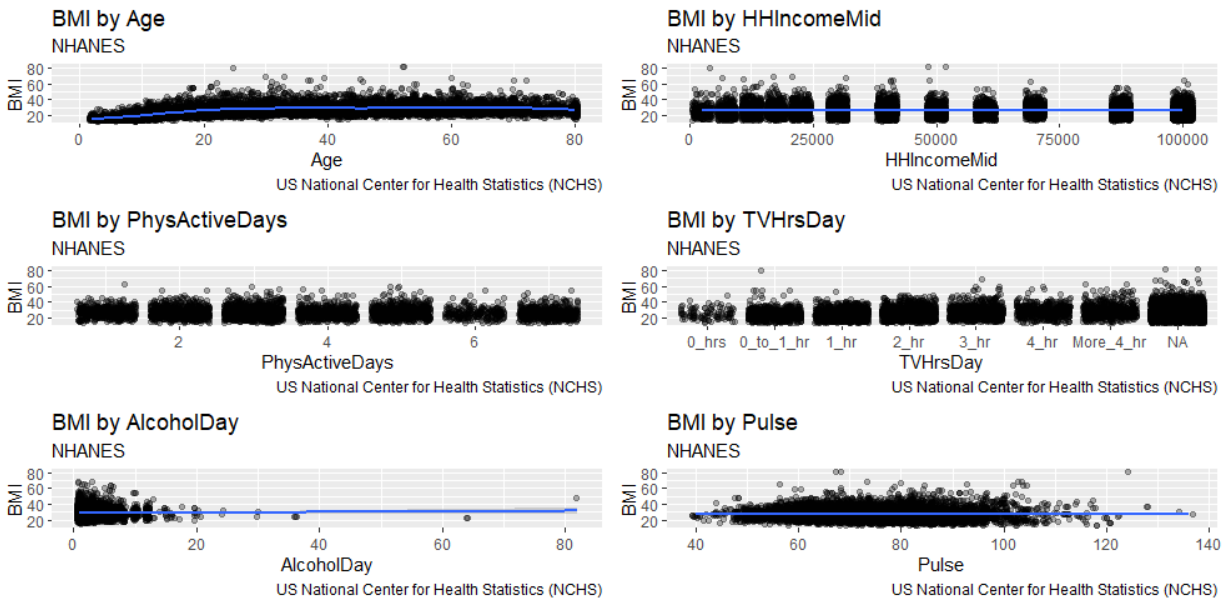 BMI by Age
NHANES
80
40
20
BMI
0 20 40 60 80
Age
US National Center for Health Statistics (NCHS)
BMI by HHIncomeMid
NHANES
80
60
40
20
BMI
0 25000 50000 75000 100000
HHIncomeMid
US National Center for Health Statistics (NCHS)
BMI by PhysActiveDays
NHANES
80
60
40
20
BMI
2 4 6
PhysActiveDays
US National Center for Health Statistics (NCHS)
BMI by TVHrsDay
NHANES
80
60
40
20
BMI
0_hrs 0_to_1_hr 1_hr 2_hr 3_hr 4_hr More_4_hr NA
TVHrsDay
US National Center for Health Statistics (NCHS)
BMI by AlcoholDay
NHANES
80
60
40
20
BMI
0 20 40 60 80
AlcoholDay
US National Center for Health Statistics (NCHS)
BMI by Pulse
NHANES
80
60
40
20
BMI
40 60 80 100 120 140
Pulse
US National Center for Health Statistics (NCHS)